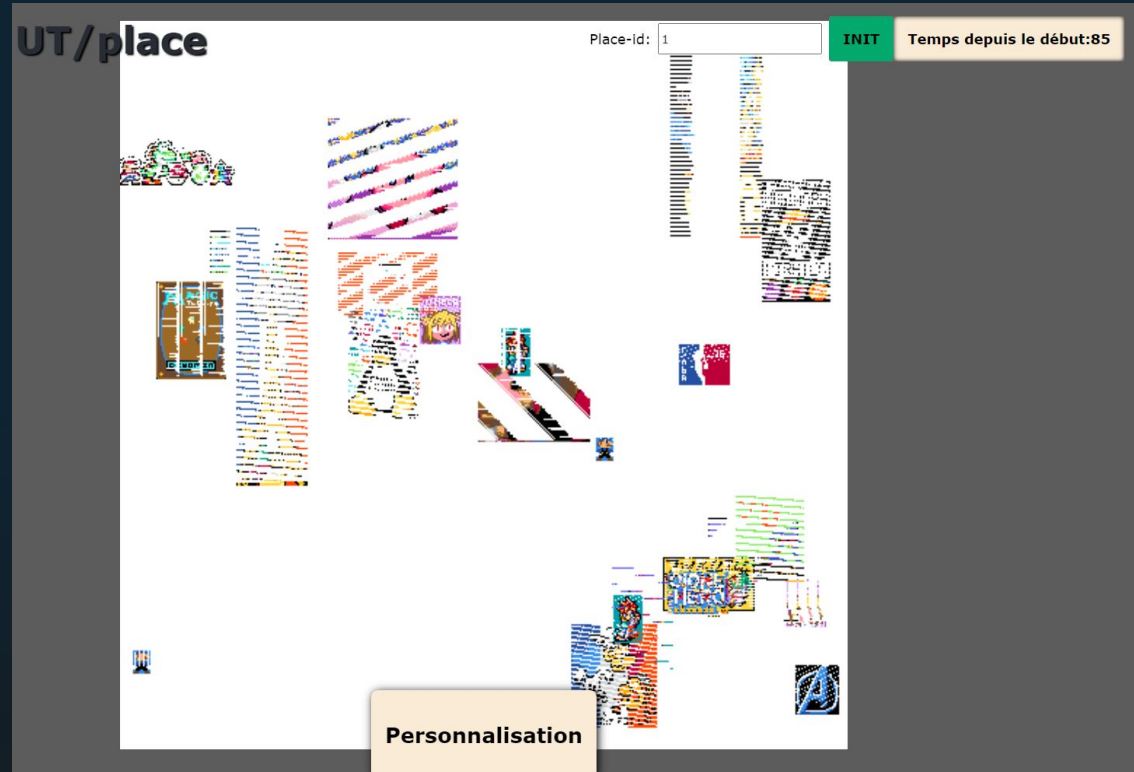 UT/place
Place-id: 1
INIT
Temps depuis le début:85
Personnalisation